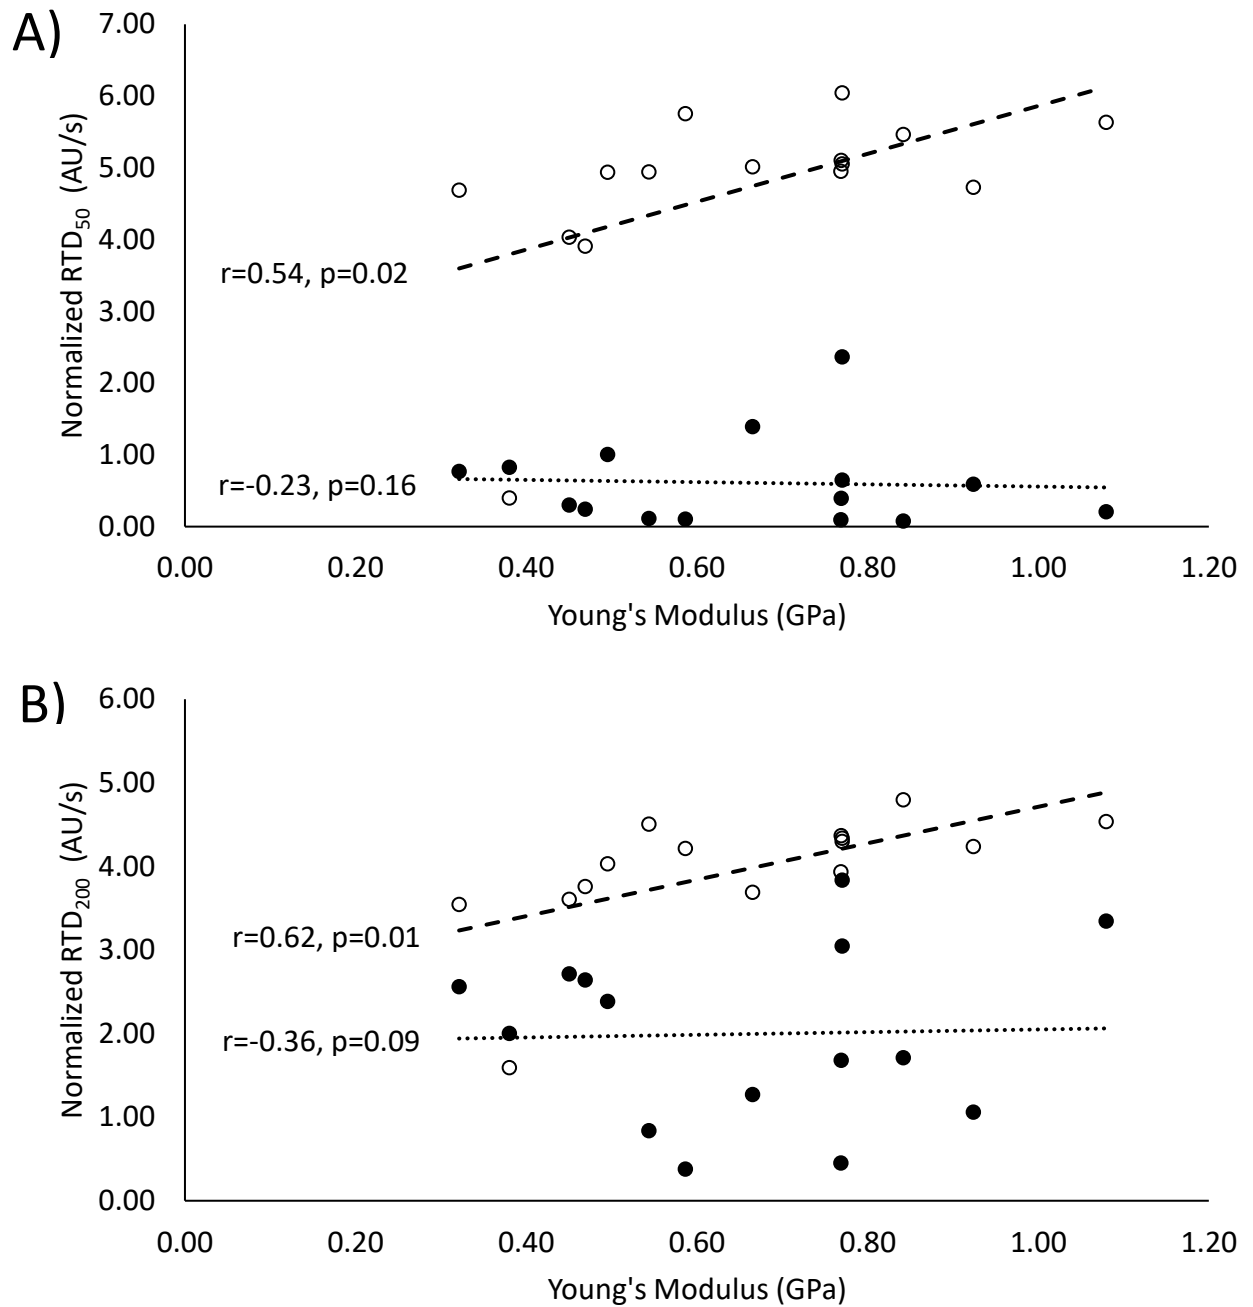 A)
7.00
6.00
5.00
4.00
3.00
2.00
1.00
0.00
Normalized RTD50 (AU/s)
r=0.54, p=0.02
r=-0.23, p=0.16
0.00 0.20 0.40 0.60 0.80 1.00 1.20
Young's Modulus (GPa)
B)
6.00
5.00
4.00
3.00
2.00
1.00
0.00
Normalized RTD200 (AU/s)
r=0.62, p=0.01
r=-0.36, p=0.09
0.00 0.20 0.40 0.60 0.80 1.00 1.20
Young's Modulus (GPa)